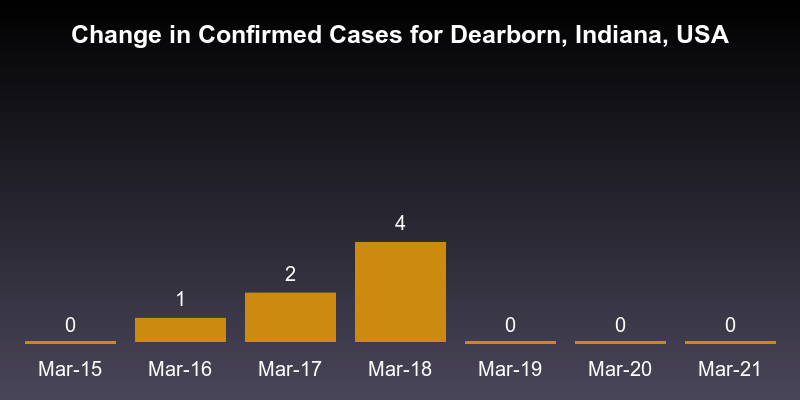 Change in Confirmed Cases for Dearborn, Indiana, USA
4
2
1
0 0 0 0
Mar-15 Mar-16 Mar-17 Mar-18 Mar-19 Mar-20 Mar-21